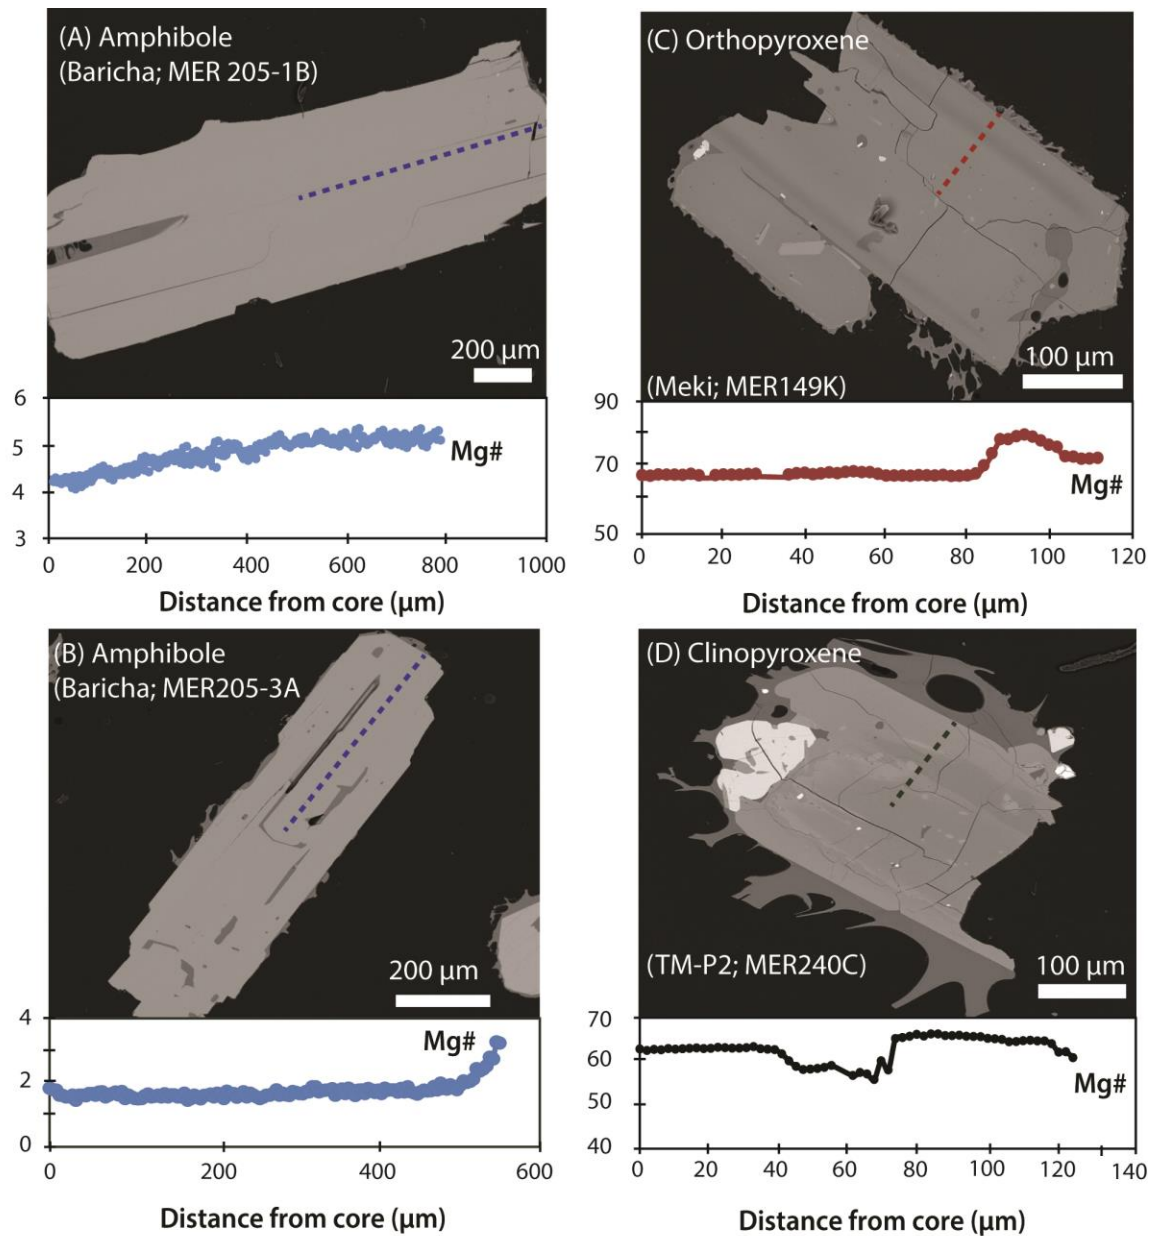 (A) Amphibole
(Baricha; MER 205-1B)
200 µm
6
5
4
3
Mg#
0
200
400
600
800
1000
Distance from core (µm)
(C) Orthopyroxene
(Meki; MER149K)
100 µm
90
70
50
Mg#
0
20
40
60
80
100
120
Distance from core (µm)
(B) Amphibole
(Baricha; MER205-3A
200 µm
4
2
0
Mg#
0
200
400
600
Distance from core (µm)
(D) Clinopyroxene
(TM-P2; MER240C)
100 µm
70
60
50
40
Mg#
0
20
40
60
80
100
120
140
Distance from core (µm)